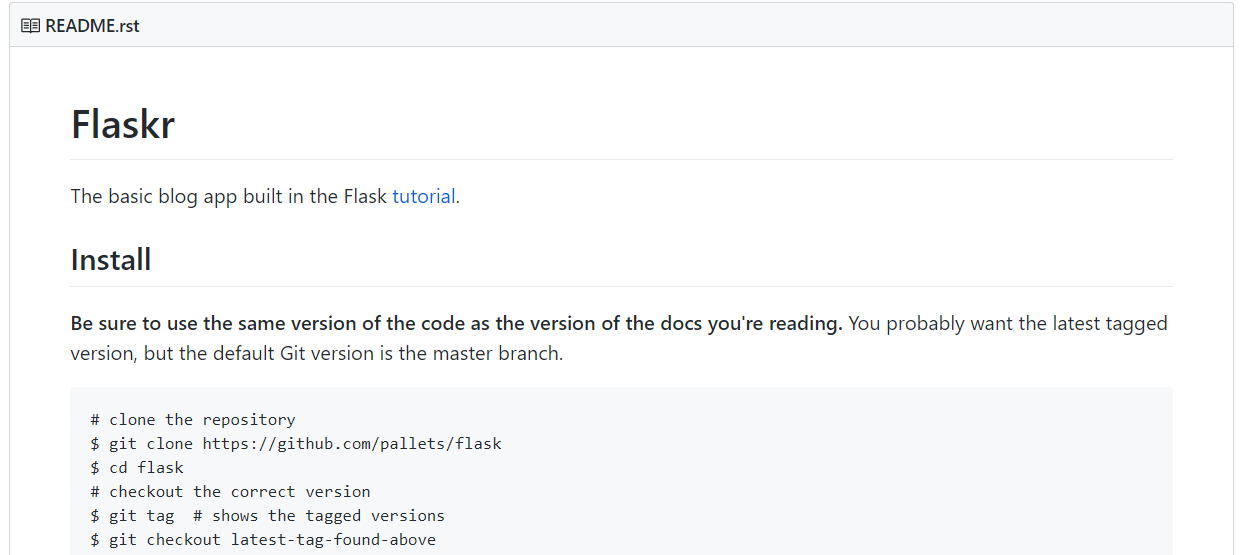 README.rst
Flaskr
The basic blog app built in the Flask tutorial.
Install
Be sure to use the same version of the code as the version of the docs you're reading. You probably want the latest tagged
version, but the default Git version is the master branch.
# clone the repository
$ git clone https://github.com/pallets/flask
$ cd flask
# checkout the correct version
$ git tag  # shows the tagged versions
$ git checkout latest-tag-found-above